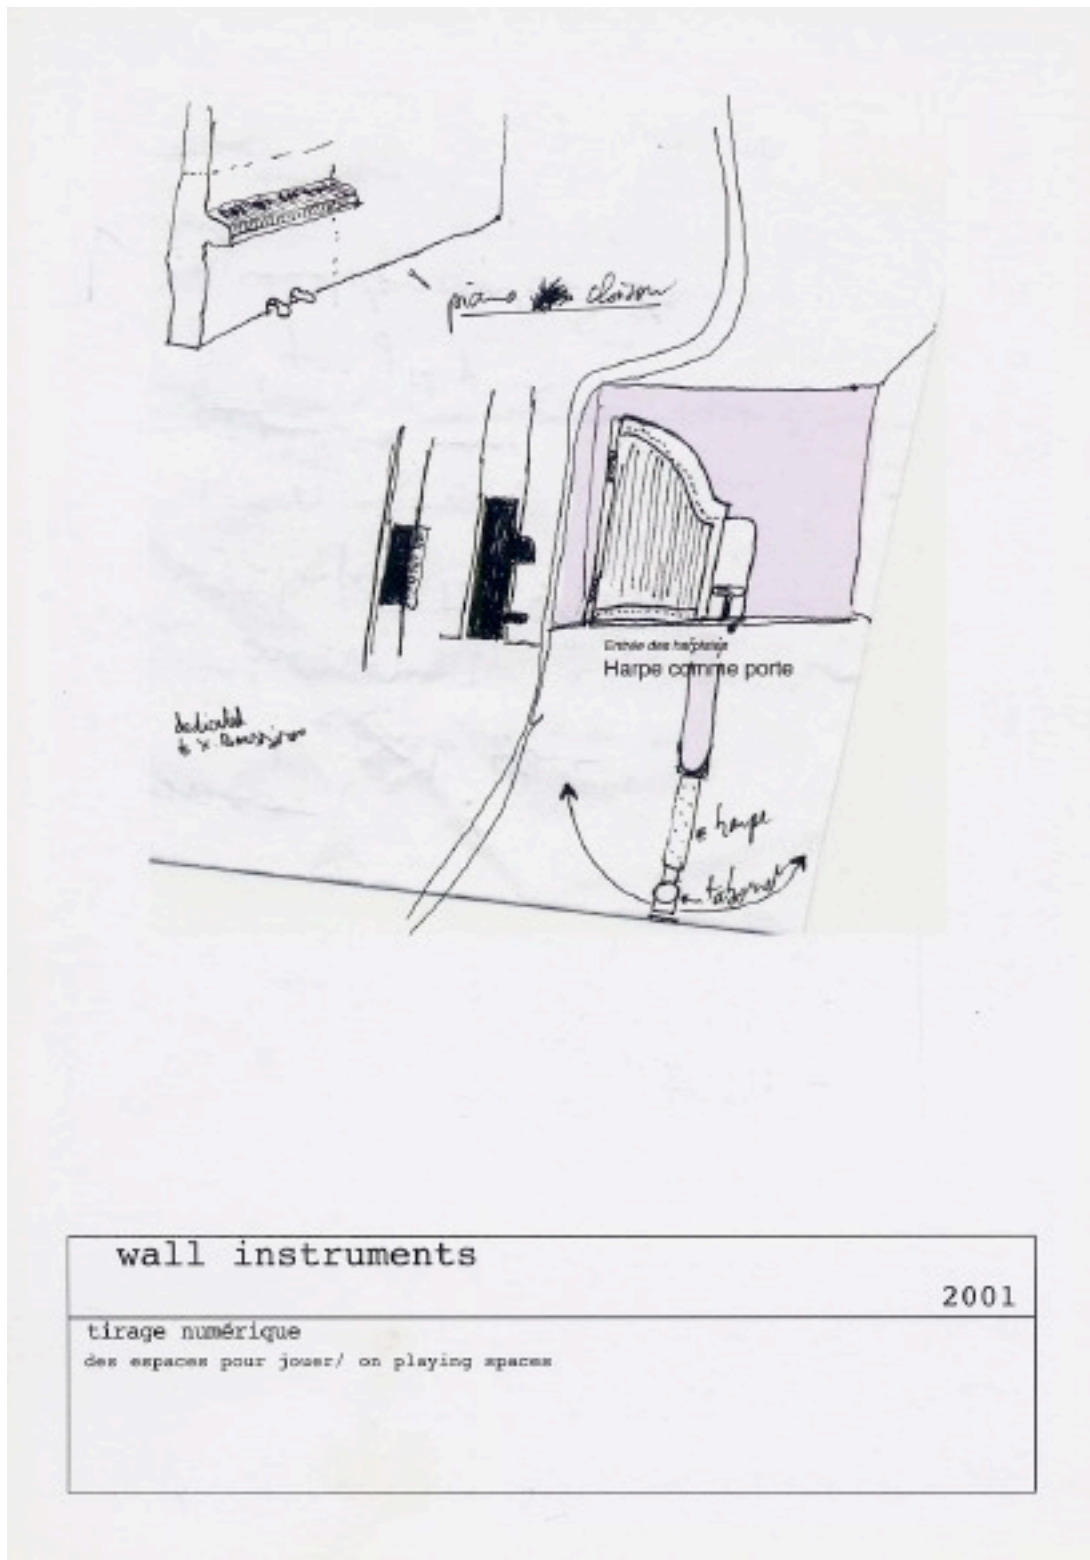 piano cloison
Entrée des harpistes
Harpe comme porte
dedicated
to x.
harpe
tabouret
wall instruments
2001
tirage numérique
des espaces pour jouer/ on playing spaces